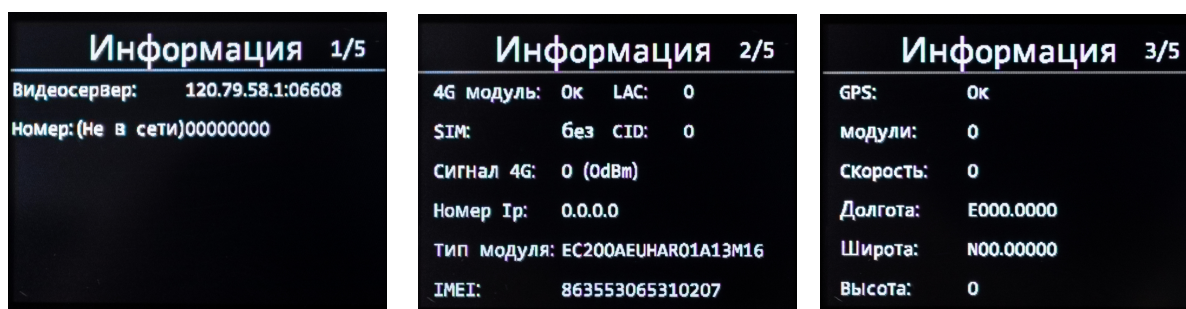 Информация 1/5
Видеосервер: 120.79.58.1:06608
Номер:(Не в сети)00000000
Информация 2/5
4G модуль: Ок LAC: 0
SIM: без CID: 0
Сигнал 4G: 0 (0dBm)
Номер Ip: 0.0.0.0
Тип модуля: EC200AEUHAR01A13M16
IMEI: 863553065310207
Информация 3/5
GPS: Ок
модули: 0
Скорость: 0
Долгота: E000.0000
Широта: N00.00000
Высота: 0